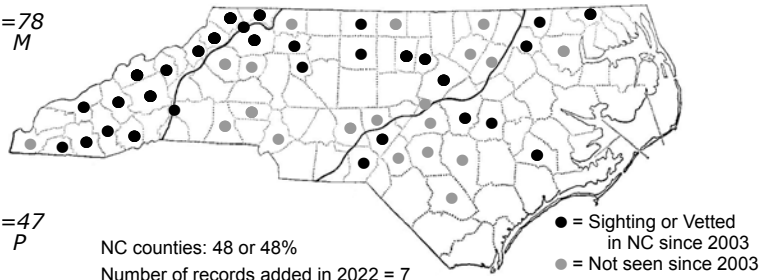 =78
M
=47
P
NC counties: 48 or 48%
Number of records added in 2022 = 7
= Sighting or Vetted
in NC since 2003
= Not seen since 2003